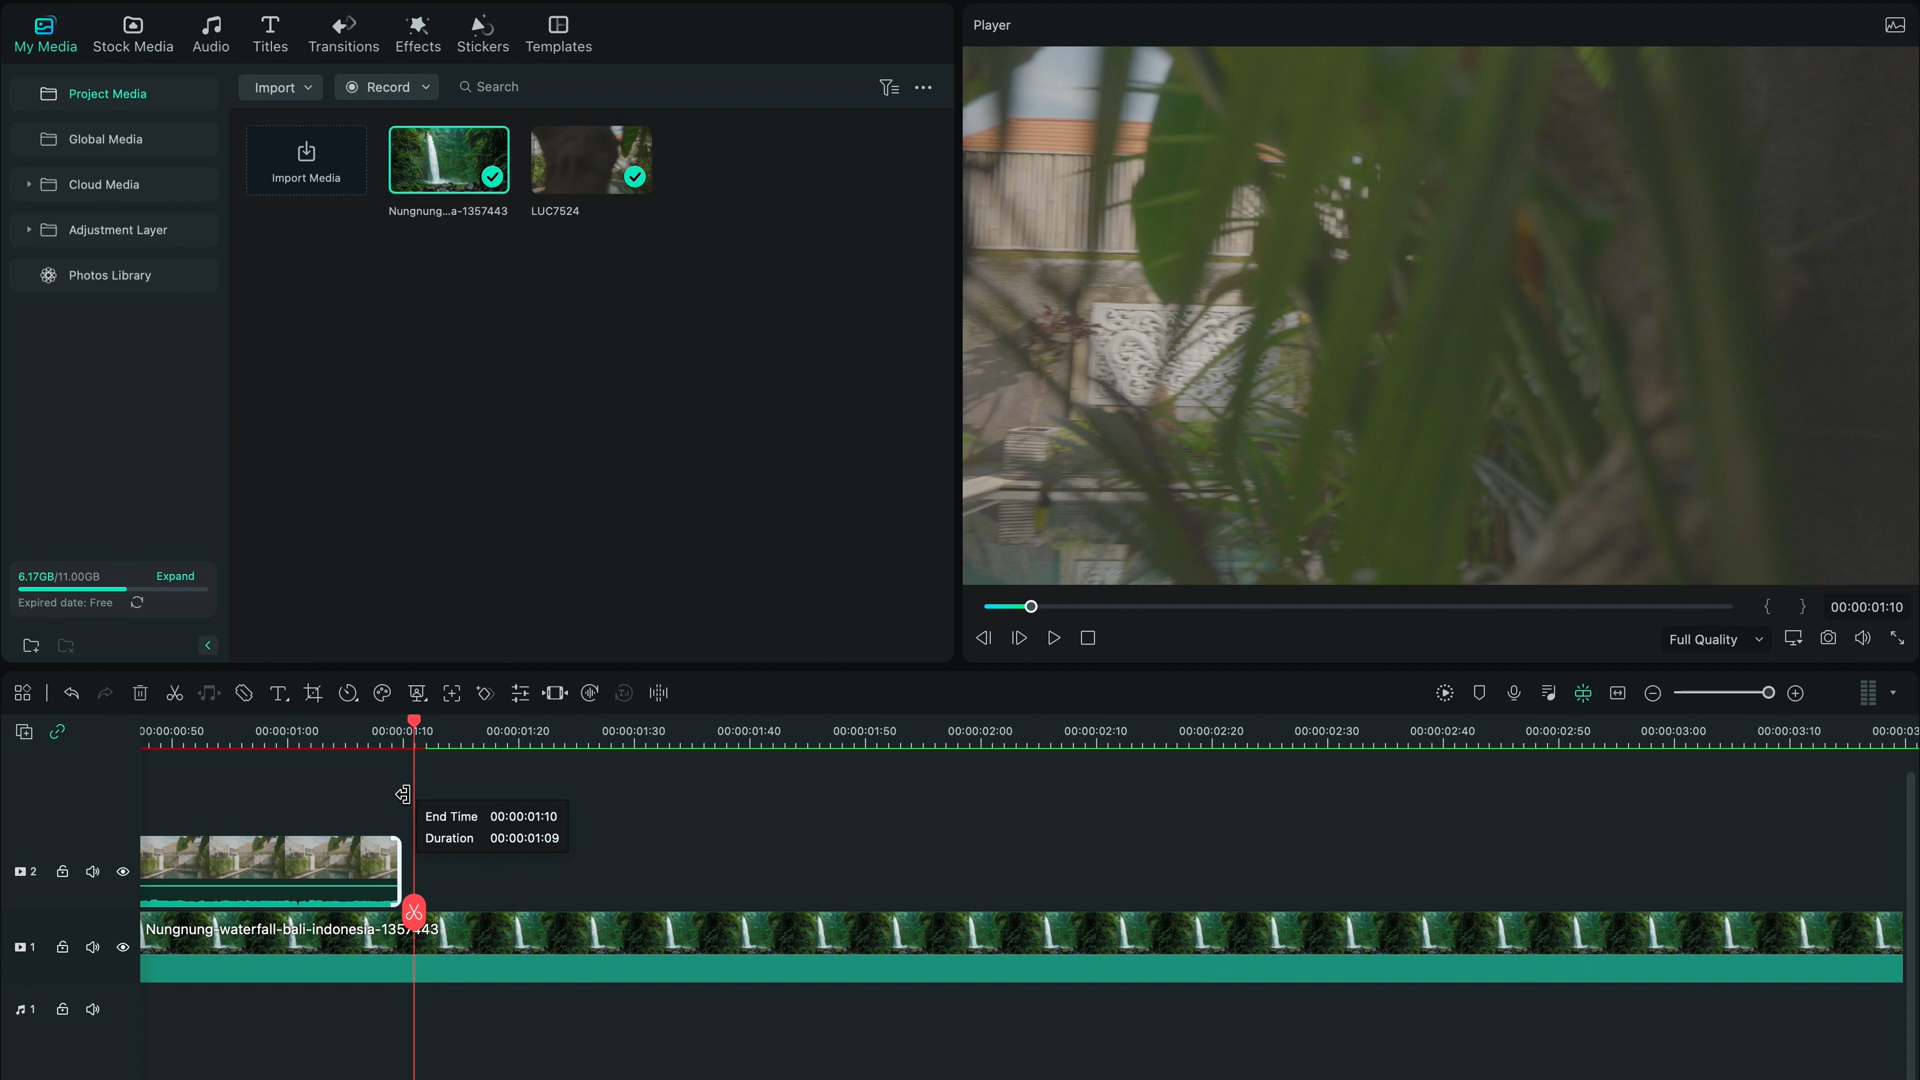 My Media Stock Media Audio Titles Transitions Effects Stickers Templates
Player
Project Media
Global Media
Cloud Media
Adjustment Layer
Photos Library
Import Record Search
Import Media
Nungnung...a-1357443
LUC7524
6.17GB/11.00GB Expand
Expired date: Free
{ } 00:00:01:10
Full Quality
00:00:00:50 00:00:01:00 00:00:01:10 00:00:01:20 00:00:01:30 00:00:01:40 00:00:01:50 00:00:02:00 00:00:02:10 00:00:02:20 00:00:02:30 00:00:02:40 00:00:02:50 00:00:03:00 00:00:03:10 00:00:03
End Time 00:00:01:10
Duration 00:00:01:09
2
Nungnung-waterfall-bali-indonesia-1357443
1
1